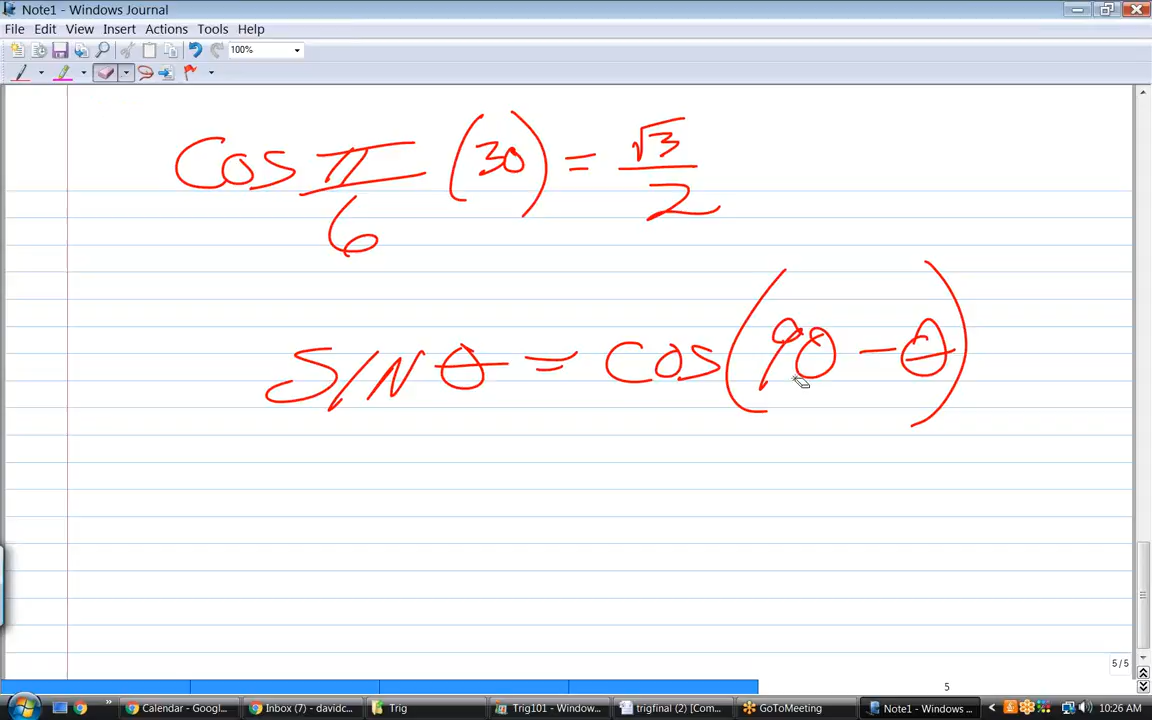 Note1 - Windows Journal
File Edit View Insert Actions Tools Help
100%
Cos π/6 (30) = √3/2
SIN θ = COS(90 - θ)
5/5
5
Calendar - Googl...
Inbox (7) - davidc...
Trig
Trig101 - Window...
trigfinal (2) [Com...
GoToMeeting
Note1 - Windows ...
10:26 AM